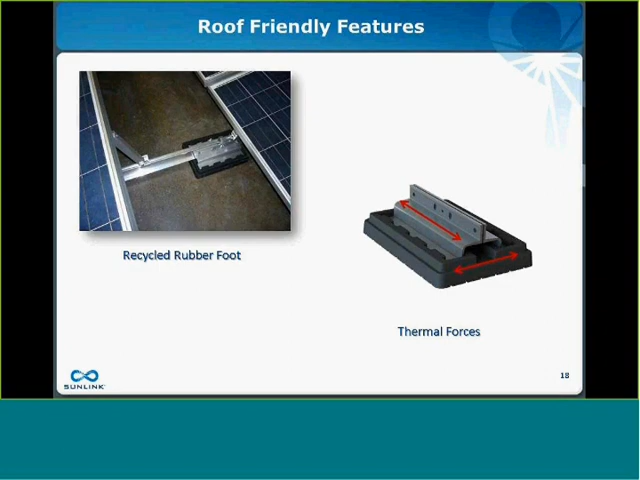 Roof Friendly Features
Recycled Rubber Foot
Thermal Forces
SUNLINK
18